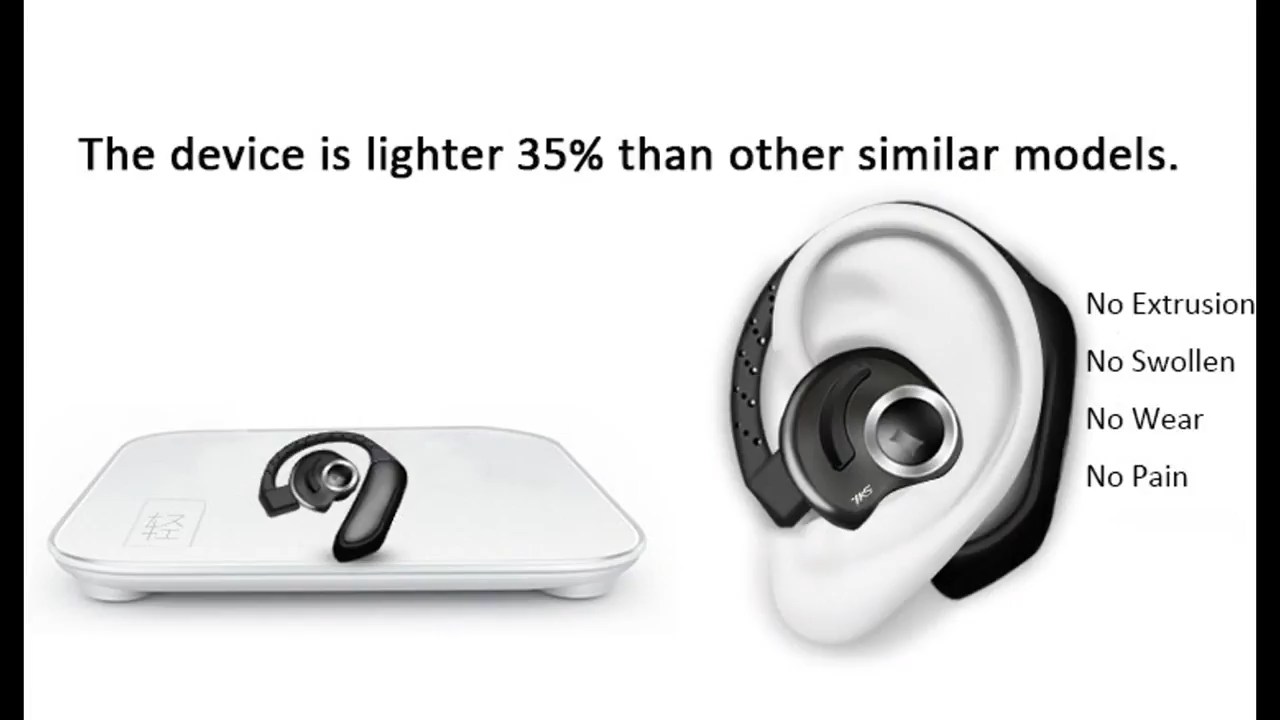 The device is lighter 35% than other similar models.
No Extrusion
No Swollen
No Wear
No Pain
轻